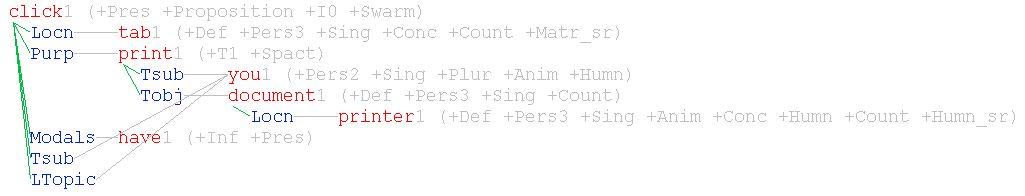 click1 (+Pres +Proposition +I0 +Swarm)
Locn tab1 (+Def +Pers3 +Sing +Conc +Count +Matr_sr)
Purp print1 (+T1 +Spact)
Tsub you1 (+Pers2 +Sing +Plur +Anim +Humn)
Tobj document1 (+Def +Pers3 +Sing +Count)
Locn printer1 (+Def +Pers3 +Sing +Anim +Conc +Humn +Count +Humn_sr)
Modals have1 (+Inf +Pres)
Tsub
LTopic